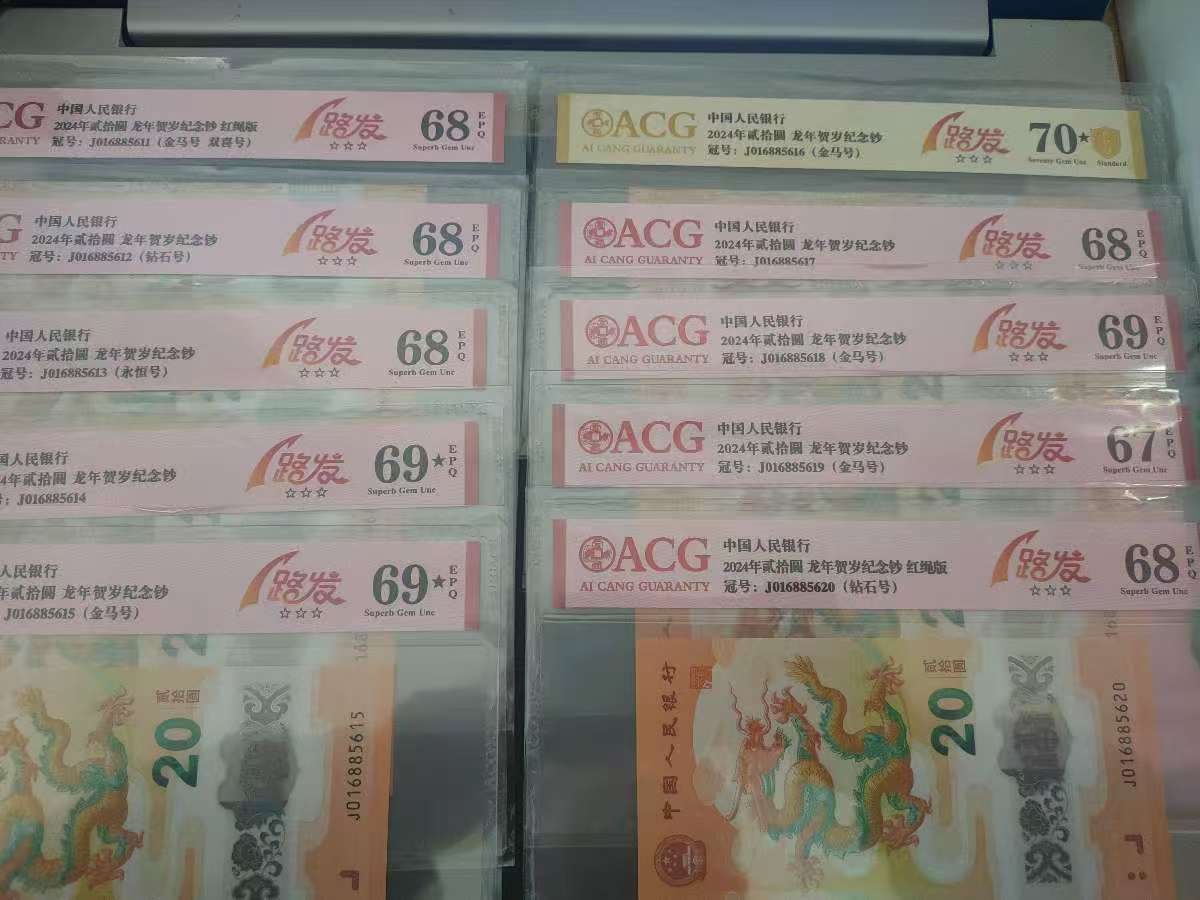 CG
RANTY
中国人民银行
2024年贰拾圆 龙年贺岁纪念钞 红绳版
冠号：J016885611（金马号 双喜号）
1路发
☆☆☆
68
EPQ
Superb Gem Unc
G
TY
中国人民银行
2024年贰拾圆 龙年贺岁纪念钞
冠号：J016885612（钻石号）
1路发
☆☆☆
68
EPQ
Superb Gem Unc
中国人民银行
2024年贰拾圆 龙年贺岁纪念钞
冠号：J016885613（永恒号）
1路发
☆☆☆
68
EPQ
Superb Gem Unc
国人民银行
4年贰拾圆 龙年贺岁纪念钞
号：J016885614
1路发
☆☆☆
69★
EPQ
Superb Gem Unc
人民银行
年贰拾圆 龙年贺岁纪念钞
J016885615（金马号）
1路发
☆☆☆
69★
EPQ
Superb Gem Unc
贰拾圆
20
J016885615
ACG
AI CANG GUARANTY
中国人民银行
2024年贰拾圆 龙年贺岁纪念钞
冠号：J016885616（金马号）
1路发
☆☆☆
70★
Seventy Gem Unc
Standard
ACG
AI CANG GUARANTY
中国人民银行
2024年贰拾圆 龙年贺岁纪念钞
冠号：J016885617
1路发
☆☆☆
68
EPQ
Superb Gem Unc
ACG
AI CANG GUARANTY
中国人民银行
2024年贰拾圆 龙年贺岁纪念钞
冠号：J016885618（金马号）
1路发
☆☆☆
69
EPQ
Superb Gem Unc
ACG
AI CANG GUARANTY
中国人民银行
2024年贰拾圆 龙年贺岁纪念钞
冠号：J016885619（金马号）
1路发
☆☆☆
67
EPQ
Superb Gem Unc
ACG
AI CANG GUARANTY
中国人民银行
2024年贰拾圆 龙年贺岁纪念钞 红绳版
冠号：J016885620（钻石号）
1路发
☆☆☆
68
EPQ
Superb Gem Unc
中国人民银行
贰拾圆
20
J016885620